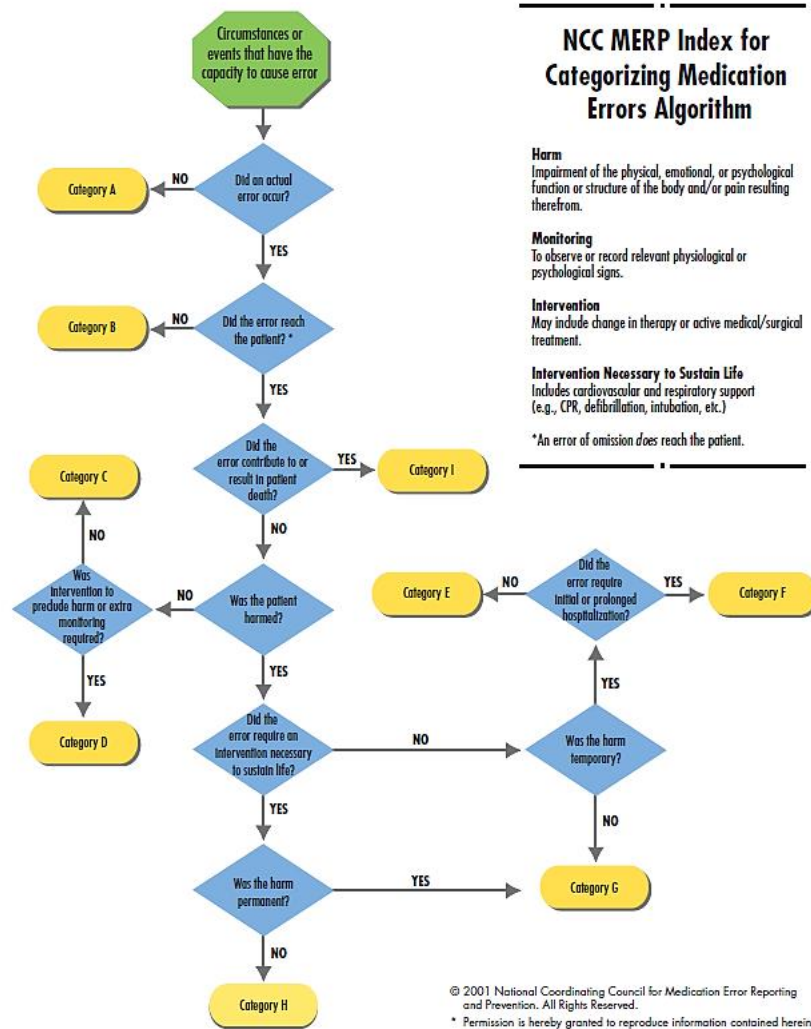 Circumstances or
events that have the
capacity to cause error
NCC MERP Index for
Categorizing Medication
Errors Algorithm
Harm
Impairment of the physical, emotional, or psychological
function or structure of the body and/or pain resulting
therefrom.
Monitoring
To observe or record relevant physiological or
psychological signs.
Intervention
May include change in therapy or active medical/surgical
treatment.
Intervention Necessary to Sustain Life
Includes cardiovascular and respiratory support
(e.g., CPR, defibrillation, intubation, etc.)
*An error of omission does reach the patient.
Did an actual
error occur?
NO
Category A
YES
Did the error reach
the patient? *
NO
Category B
YES
Did the
error contribute to or
result in patient
death?
YES
Category I
NO
Was the patient
harmed?
NO
Was
intervention to
preclude harm or extra
monitoring
required?
NO
Category C
YES
Category D
YES
Did the
error require an
intervention necessary
to sustain life?
NO
Was the harm
temporary?
YES
Did the
error require
initial or prolonged
hospitalization?
NO
Category E
YES
Category F
NO
Category G
YES
Was the harm
permanent?
YES
NO
Category H
© 2001 National Coordinating Council for Medication Error Reporting
and Prevention. All Rights Reserved.
* Permission is hereby granted to reproduce information contained herein